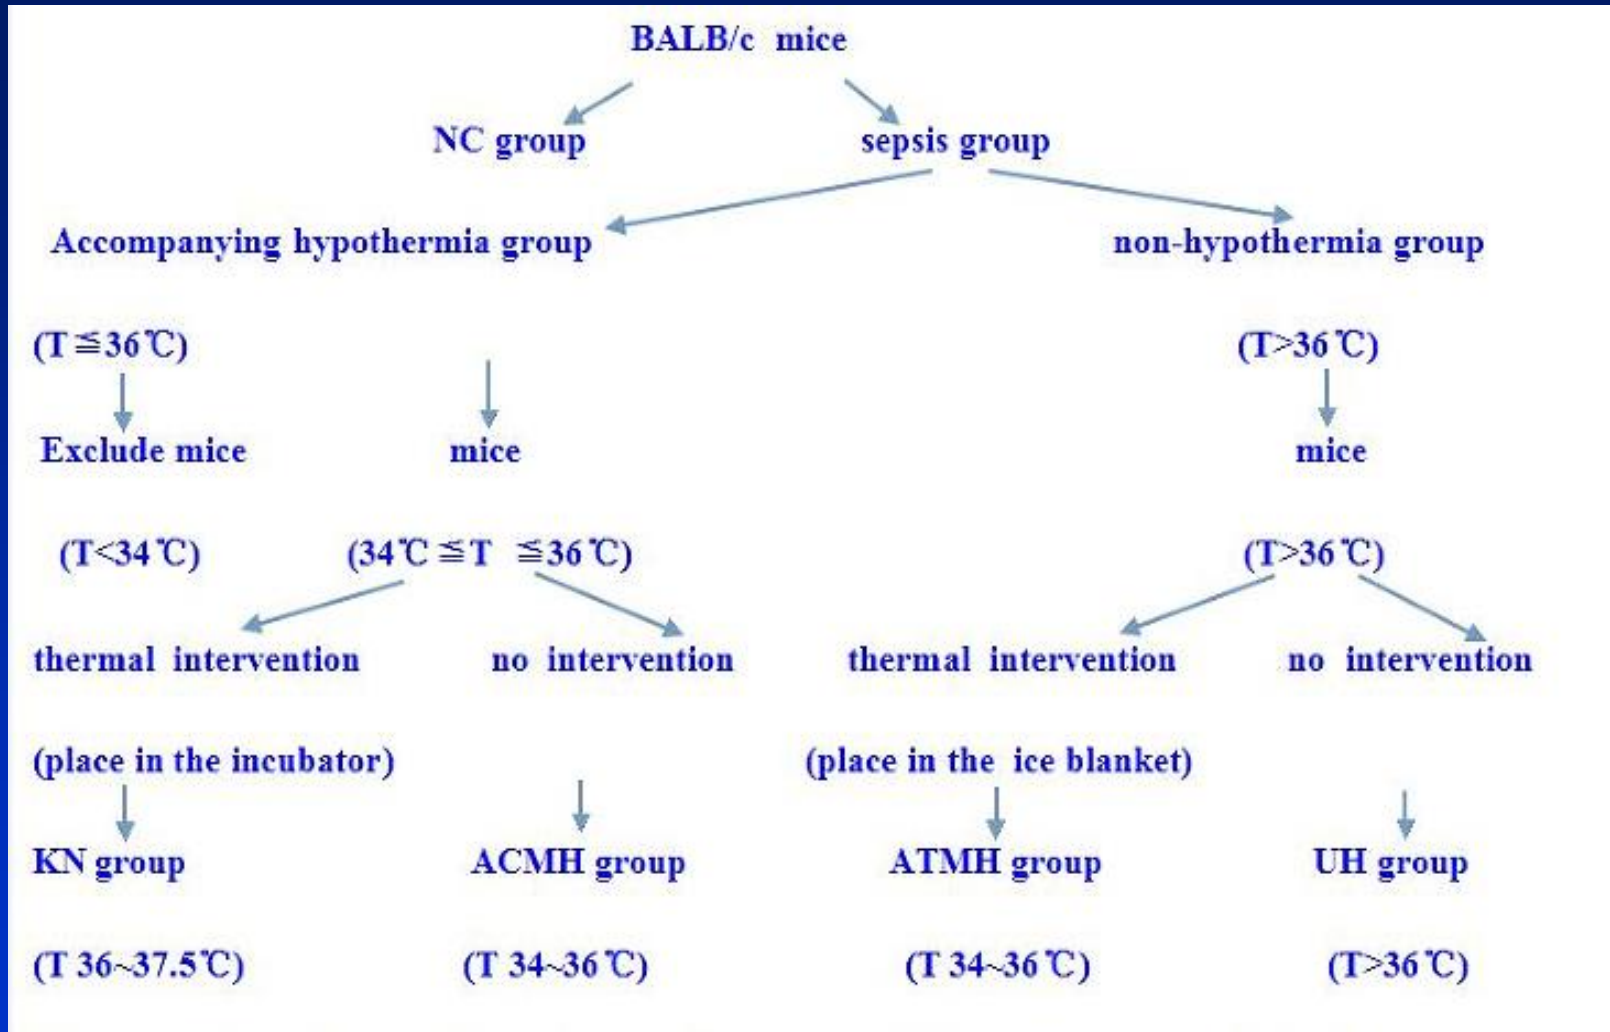 BALB/c mice
NC group sepsis group
Accompanying hypothermia group non-hypothermia group
(T≦36℃) (T>36℃)
Exclude mice mice mice
(T<34℃) (34℃≦T ≦36℃) (T>36℃)
thermal intervention no intervention thermal intervention no intervention
(place in the incubator) (place in the ice blanket)
KN group ACMH group ATMH group UH group
(T 36~37.5℃) (T 34~36℃) (T 34~36℃) (T>36℃)